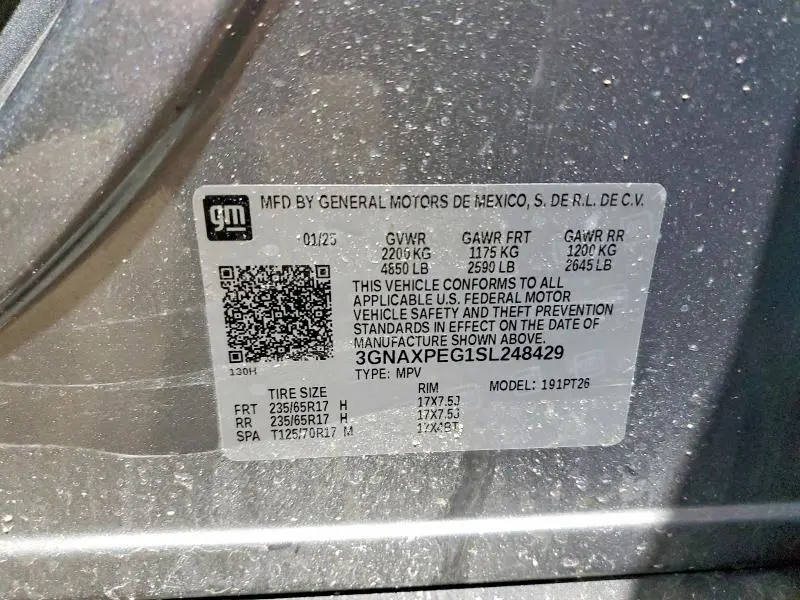 gm MFD BY GENERAL MOTORS DE MEXICO, S. DE R.L. DE C.V.
01/25 GVWR GAWR FRT GAWR RR
2200 KG 1175 KG 1200 KG
4850 LB 2590 LB 2645 LB
THIS VEHICLE CONFORMS TO ALL
APPLICABLE U.S. FEDERAL MOTOR
VEHICLE SAFETY AND THEFT PREVENTION
STANDARDS IN EFFECT ON THE DATE OF
MANUFACTURE SHOWN ABOVE.
3GNAXPEG1SL248429
130H
TYPE: MPV MODEL: 191PT26
TIRE SIZE RIM
FRT 235/65R17 H 17X7.5J
RR 235/65R17 H 17X7.5J
SPA T125/70R17 M 17X4BT